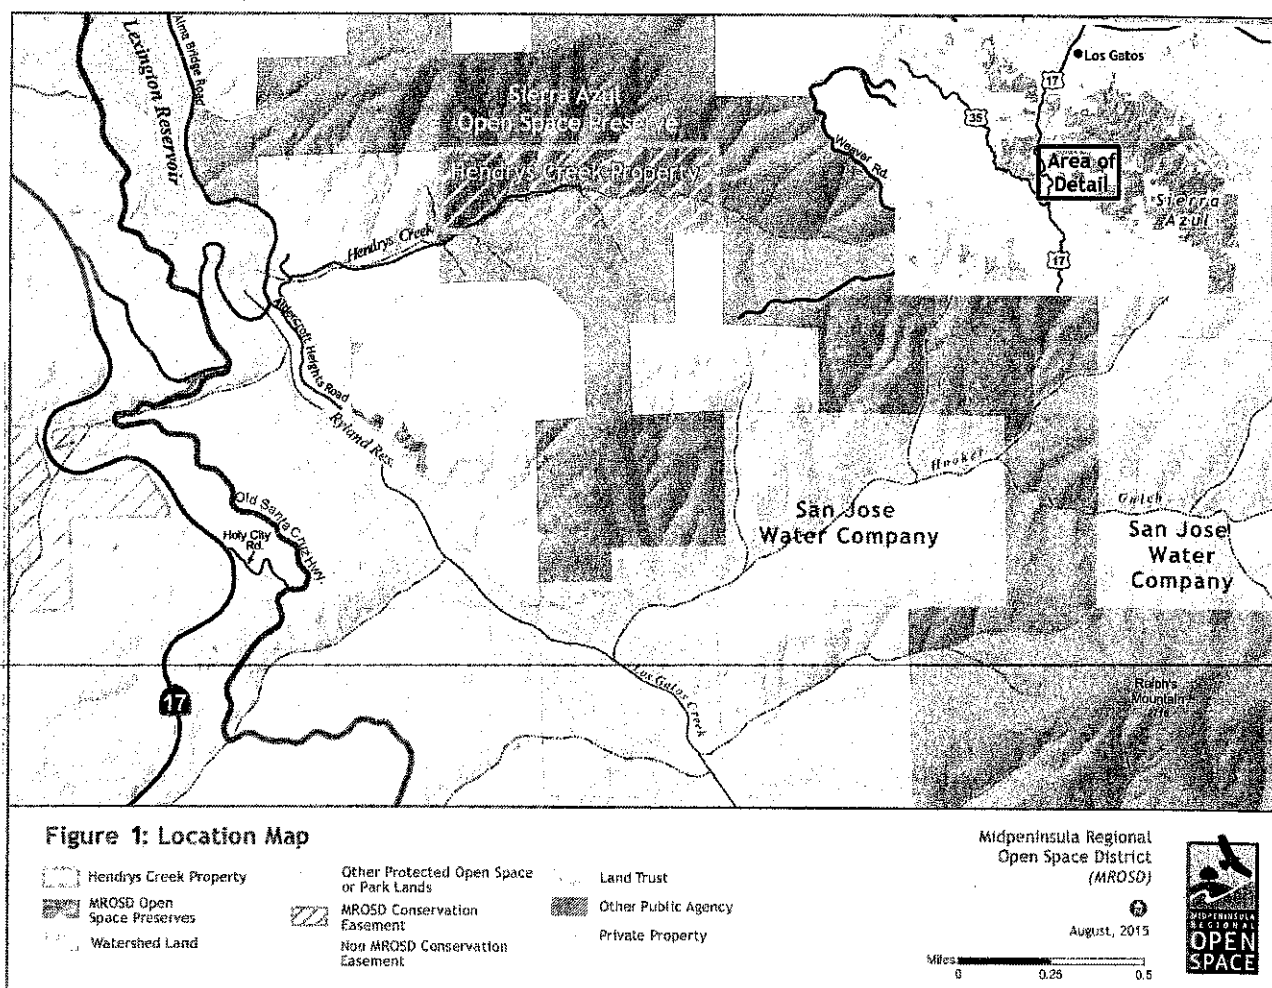 Lexington Reservoir
Alma Bridge Road
Sierra Azul
Open Space Preserve
Hendrys Creek Property
Hendrys Creek
Weaver Rd.
35
17
Los Gatos
Area of
Detail
Sierra
Azul
17
Aldercroft Heights Road
Ryland Res.
Old Santa Cruz Hwy.
Holy City
Rd.
Hooker
Gulch
San Jose
Water Company
San Jose
Water
Company
Los Gatos Creek
Ralph's
Mountain
17
Figure 1: Location Map
Hendrys Creek Property
MROSD Open
Space Preserves
Watershed Land
Other Protected Open Space
or Park Lands
MROSD Conservation
Easement
Non MROSD Conservation
Easement
Land Trust
Other Public Agency
Private Property
Midpeninsula Regional
Open Space District
(MROSD)
August, 2015
Miles
0 0.25 0.5
MIDPENINSULA
REGIONAL
OPEN
SPACE